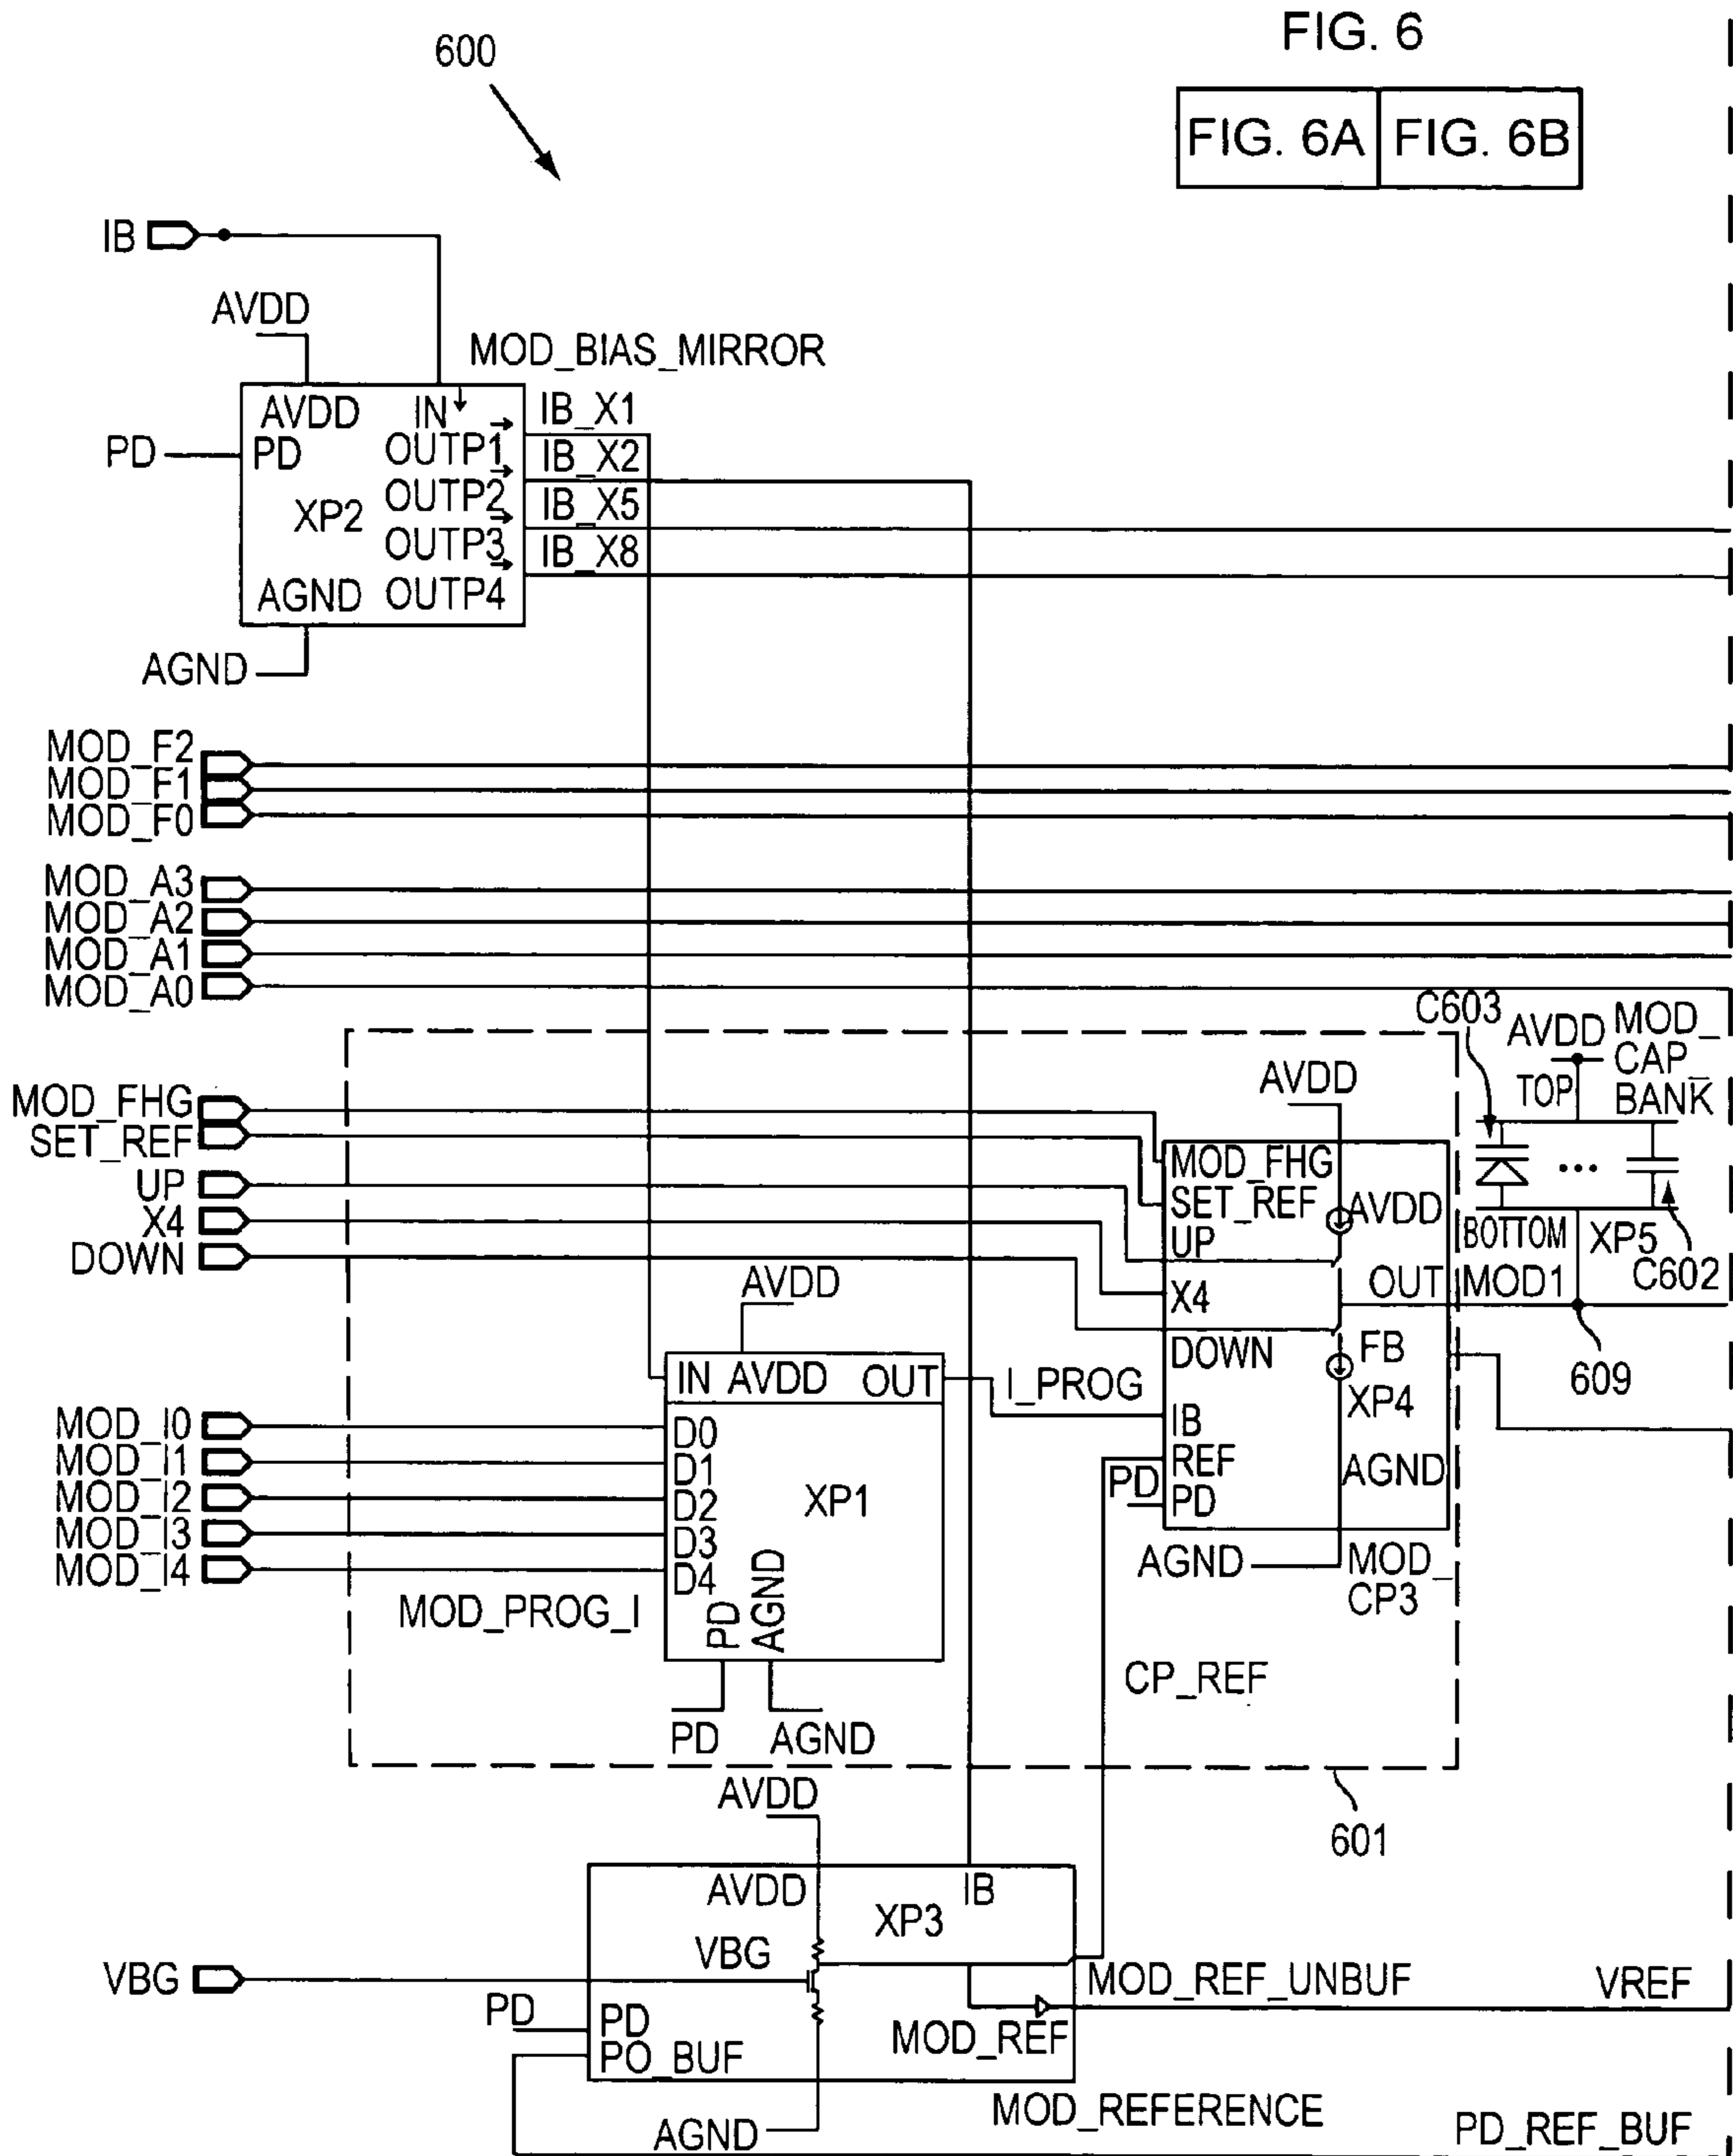 FIG. 6
600
FIG. 6A FIG. 6B
IB
AVDD
MOD_BIAS_MIRROR
AVDD IN IB_X1
PD PD OUTP1 IB_X2
XP2 OUTP2 IB_X5
OUTP3 IB_X8
AGND OUTP4
AGND
MOD_F2
MOD_F1
MOD_F0
MOD_A3
MOD_A2
MOD_A1
MOD_A0
C603 AVDD MOD_
CAP_
BANK
TOP
AVDD
MOD_FHG
SET_REF
UP
X4
DOWN
MOD_FHG
SET_REF
AVDD
UP
BOTTOM XP5
C602
X4 OUT MOD1
DOWN FB
609
XP4
AVDD
IN AVDD OUT I_PROG
IB
REF
AGND
PD PD
MOD_I0
MOD_I1
MOD_I2
MOD_I3
MOD_I4
D0
D1
D2
D3
D4
XP1
PD
AGND
MOD_PROG_I
AGND MOD_
CP3
CP_REF
PD AGND
AVDD
601
AVDD IB
XP3
VBG VBG
MOD_REF_UNBUF VREF
PD PD
MOD_REF
PO_BUF
MOD_REFERENCE
AGND PD_REF_BUF